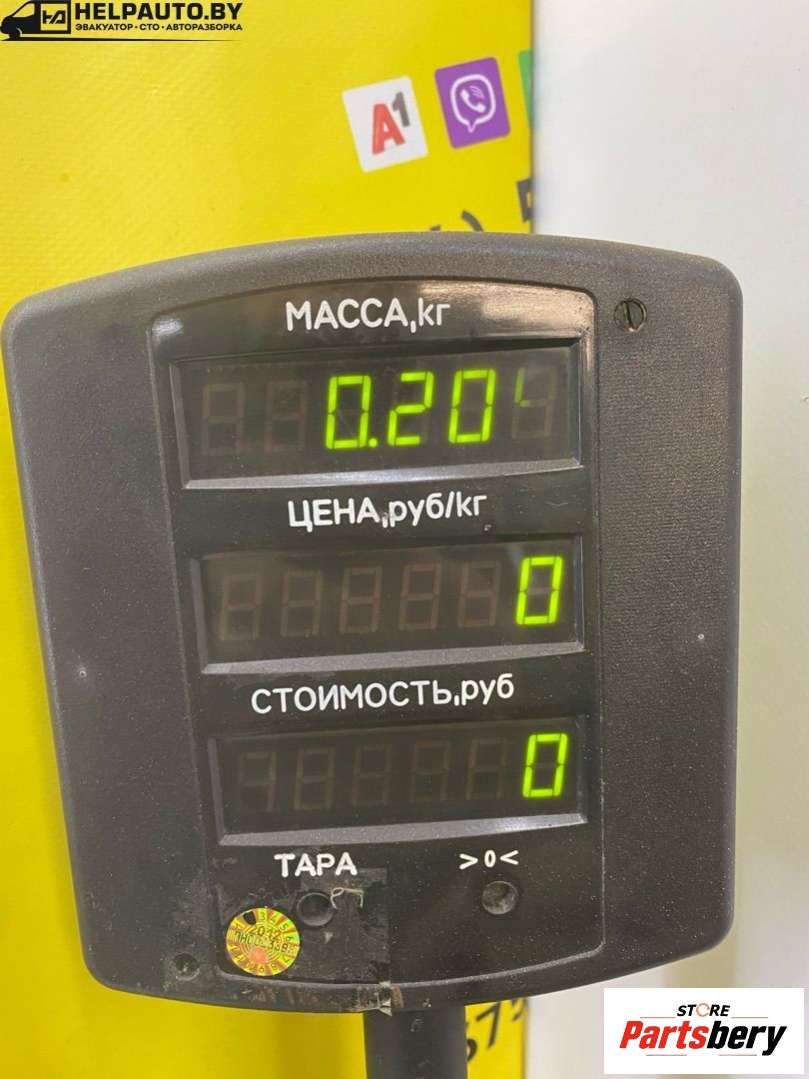 HELPAUTO.BY
ЭВАКУАТОР·СТО·АВТОРАЗБОРКА
A1
МАССА,кг
0.20
ЦЕНА,руб/кг
0
СТОИМОСТЬ,руб
0
ТАРА >0<
2012
STORE
Partsbery